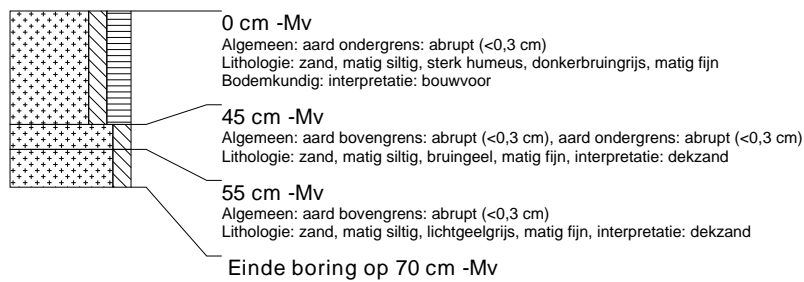 0 cm -Mv
Algemeen: aard ondergrens: abrupt (<0,3 cm)
Lithologie: zand, matig siltig, sterk humeus, donkerbruingrijs, matig fijn
Bodemkundig: interpretatie: bouwvoor
45 cm -Mv
Algemeen: aard bovengrens: abrupt (<0,3 cm), aard ondergrens: abrupt (<0,3 cm)
Lithologie: zand, matig siltig, bruingeel, matig fijn, interpretatie: dekzand
55 cm -Mv
Algemeen: aard bovengrens: abrupt (<0,3 cm)
Lithologie: zand, matig siltig, lichtgeelgrijs, matig fijn, interpretatie: dekzand
Einde boring op 70 cm -Mv